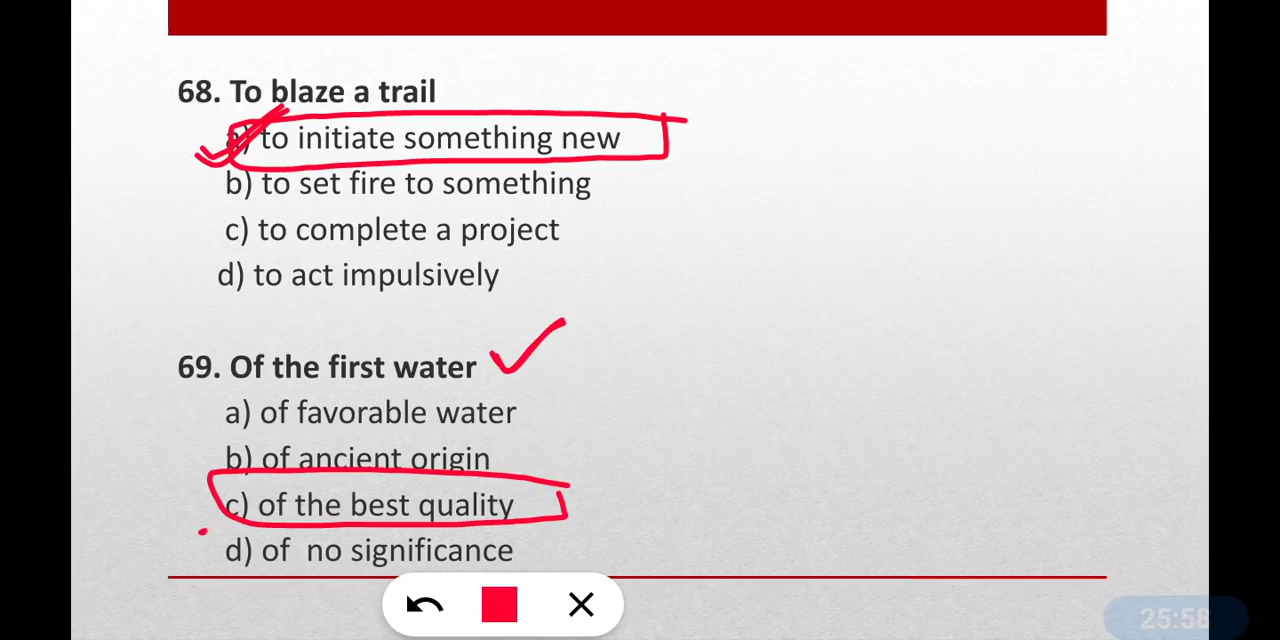 68. To blaze a trail
a) to initiate something new
b) to set fire to something
c) to complete a project
d) to act impulsively
69. Of the first water
a) of favorable water
b) of ancient origin
c) of the best quality
d) of no significance
25:58